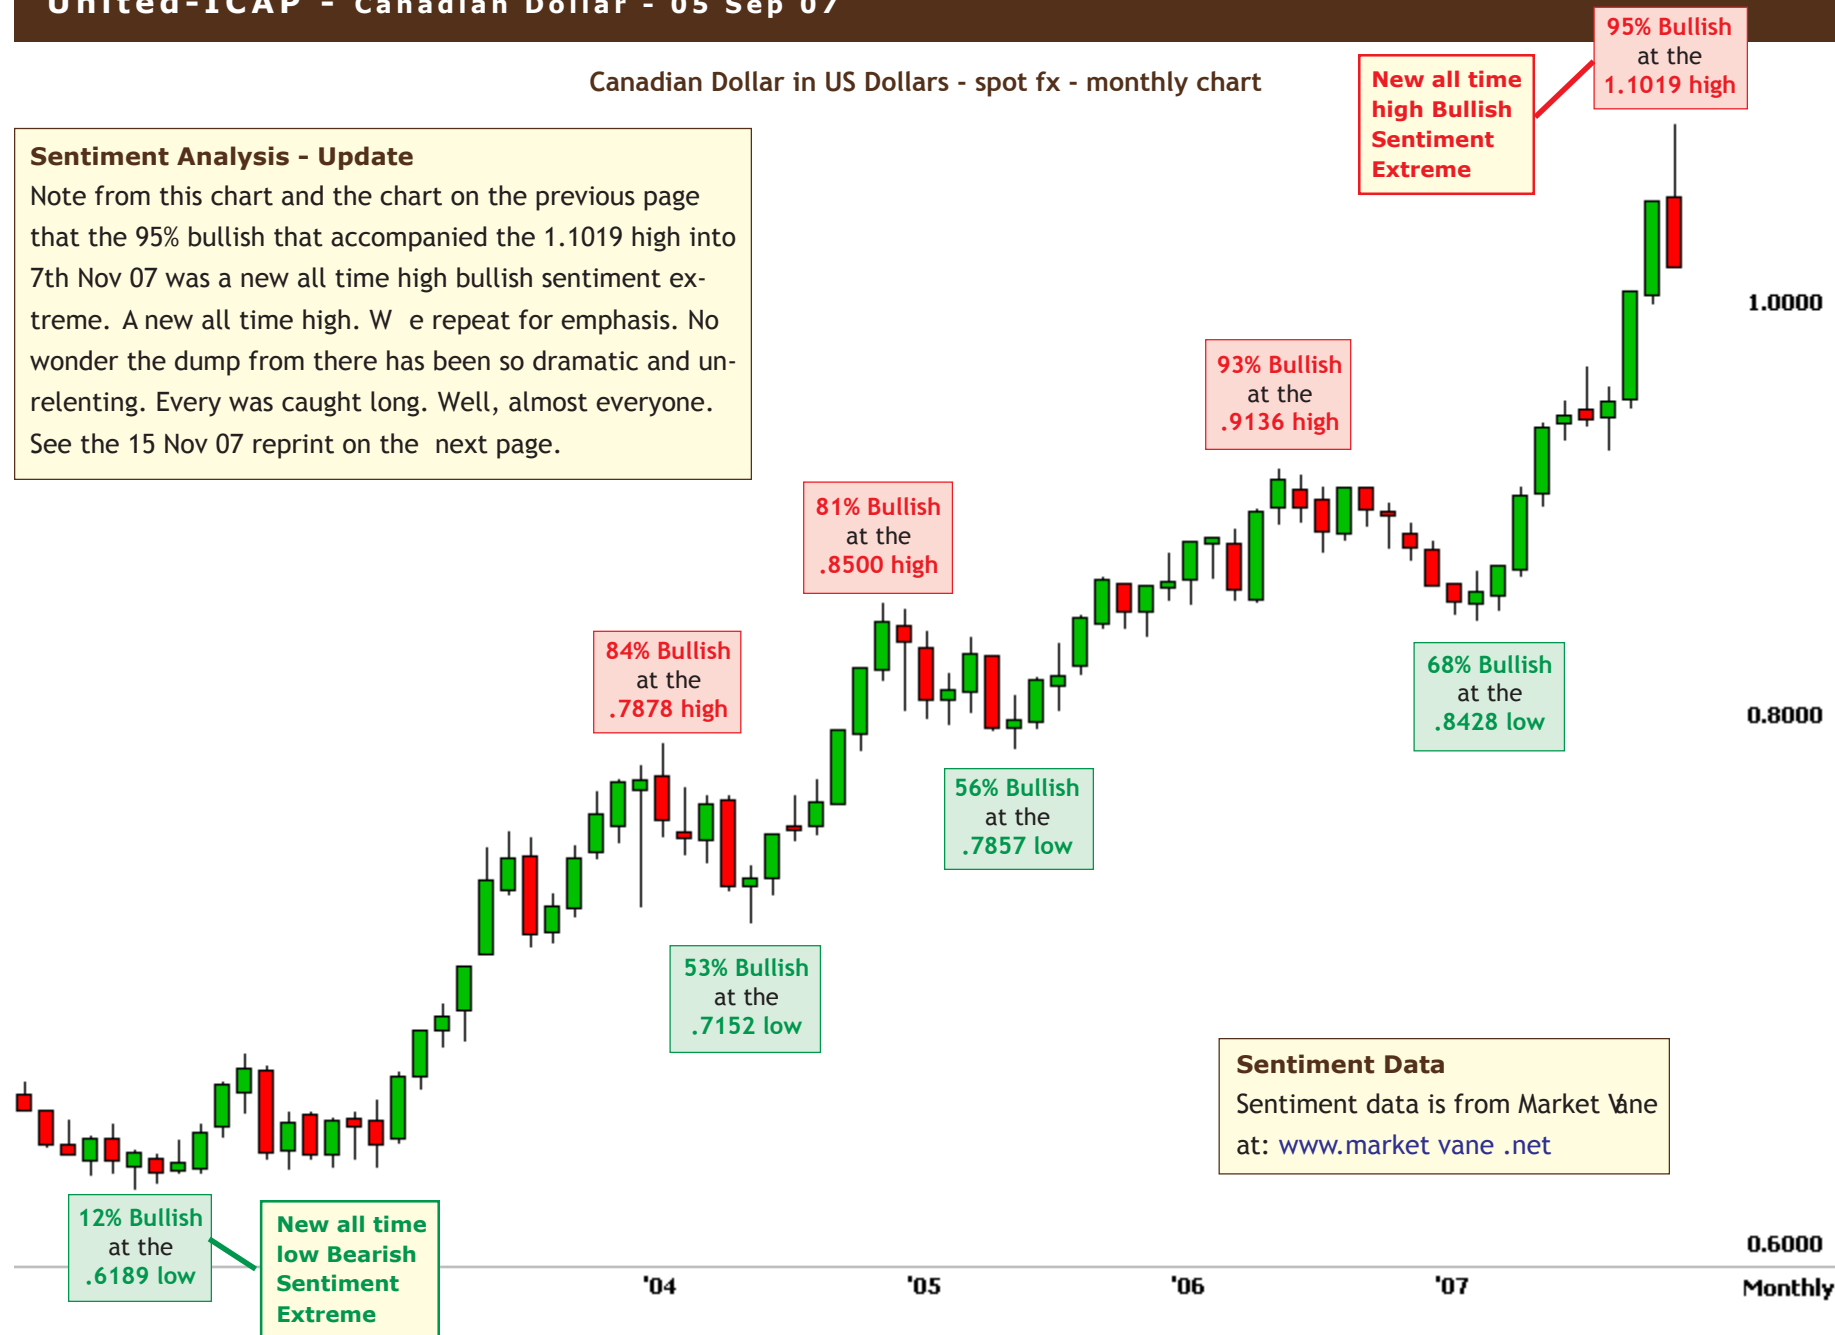 United-ICAP - Canadian Dollar - 05 Sep 07
Canadian Dollar in US Dollars - spot fx - monthly chart
95% Bullish
at the
1.1019 high
New all time
high Bullish
Sentiment
Extreme
Sentiment Analysis - Update
Note from this chart and the chart on the previous page
that the 95% bullish that accompanied the 1.1019 high into
7th Nov 07 was a new all time high bullish sentiment ex-
treme. A new all time high. W e repeat for emphasis. No
wonder the dump from there has been so dramatic and un-
relenting. Every was caught long. Well, almost everyone.
See the 15 Nov 07 reprint on the next page.
1.0000
93% Bullish
at the
.9136 high
81% Bullish
at the
.8500 high
84% Bullish
at the
.7878 high
68% Bullish
at the
.8428 low
0.8000
56% Bullish
at the
.7857 low
53% Bullish
at the
.7152 low
Sentiment Data
Sentiment data is from Market Vane
at: www.market vane .net
12% Bullish
at the
.6189 low
New all time
low Bearish
Sentiment
Extreme
0.6000
'04 '05 '06 '07 Monthly